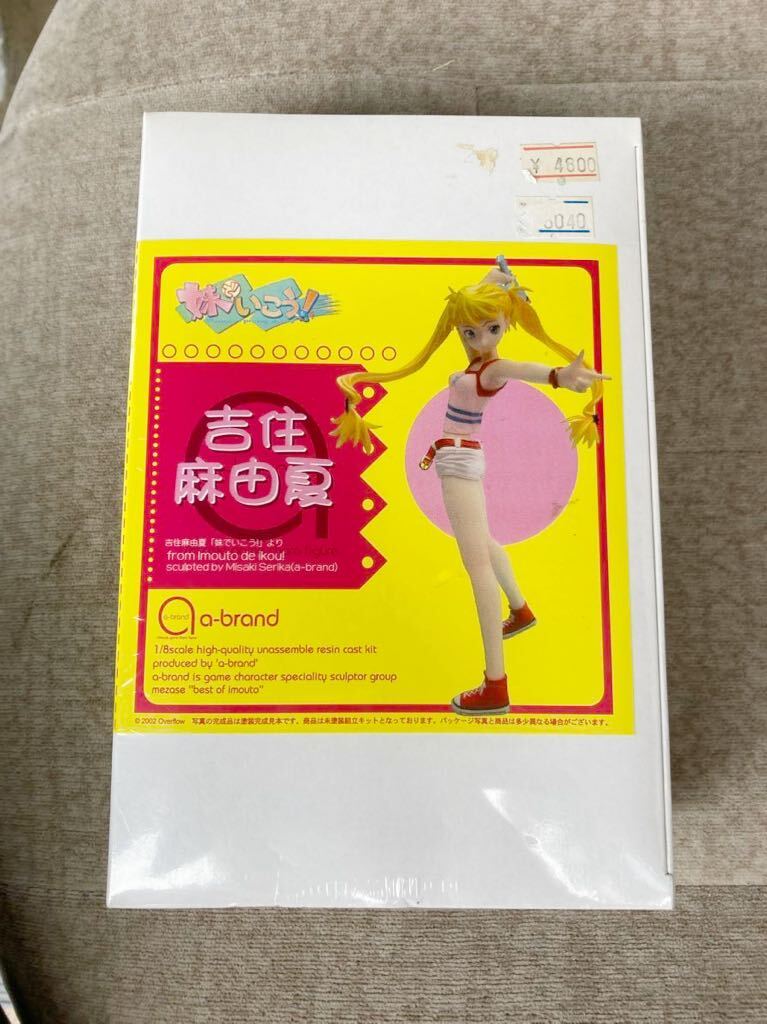 ¥ 4800
6040
妹でいこう!
吉住
麻由夏
吉住麻由夏「妹でいこう!」より
from Imouto de ikou!
sculpted by Misaki Serika(a-brand)
a-brand
a-brand
1/8scale high-quality unassemble resin cast kit
produced by 'a-brand'
a-brand is game character speciality sculptor group
mezase "best of imouto"
© 2002 Overflow 写真の完成品は塗装完成見本です。商品は未塗装組立キットとなっております。パッケージ写真と商品は多少異なる場合がございます。